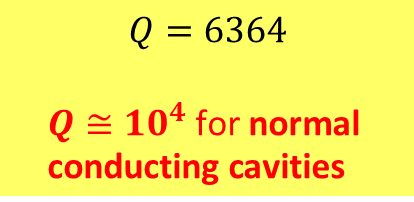 Q = 6364
Q ≅ 10⁴ for normal
conducting cavities